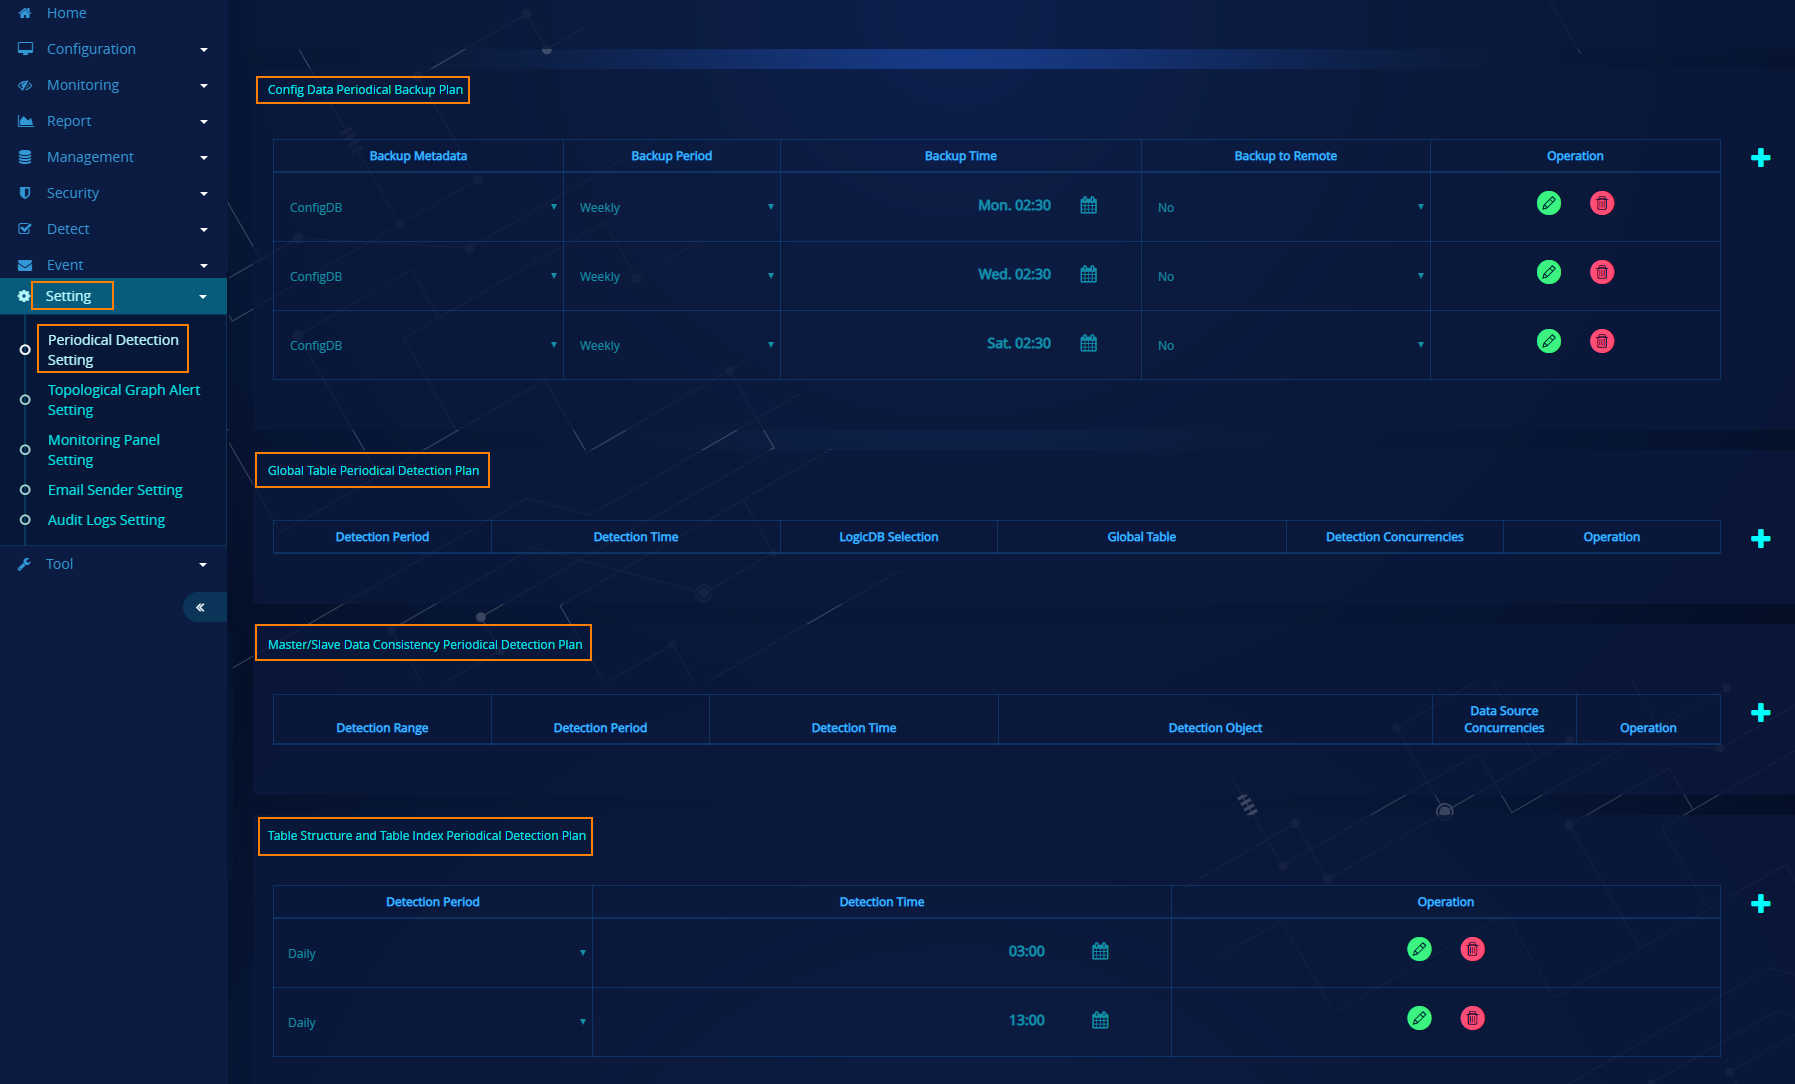 Home
Configuration
Monitoring
Report
Management
Security
Detect
Event
Setting
Periodical Detection
Setting
Topological Graph Alert
Setting
Monitoring Panel
Setting
Email Sender Setting
Audit Logs Setting
Tool
Config Data Periodical Backup Plan
Backup Metadata Backup Period Backup Time Backup to Remote Operation
ConfigDB Weekly Mon. 02:30 No
ConfigDB Weekly Wed. 02:30 No
ConfigDB Weekly Sat. 02:30 No
Global Table Periodical Detection Plan
Detection Period Detection Time LogicDB Selection Global Table Detection Concurrencies Operation
Master/Slave Data Consistency Periodical Detection Plan
Detection Range Detection Period Detection Time Detection Object Data Source
Concurrencies Operation
Table Structure and Table Index Periodical Detection Plan
Detection Period Detection Time Operation
Daily 03:00
Daily 13:00